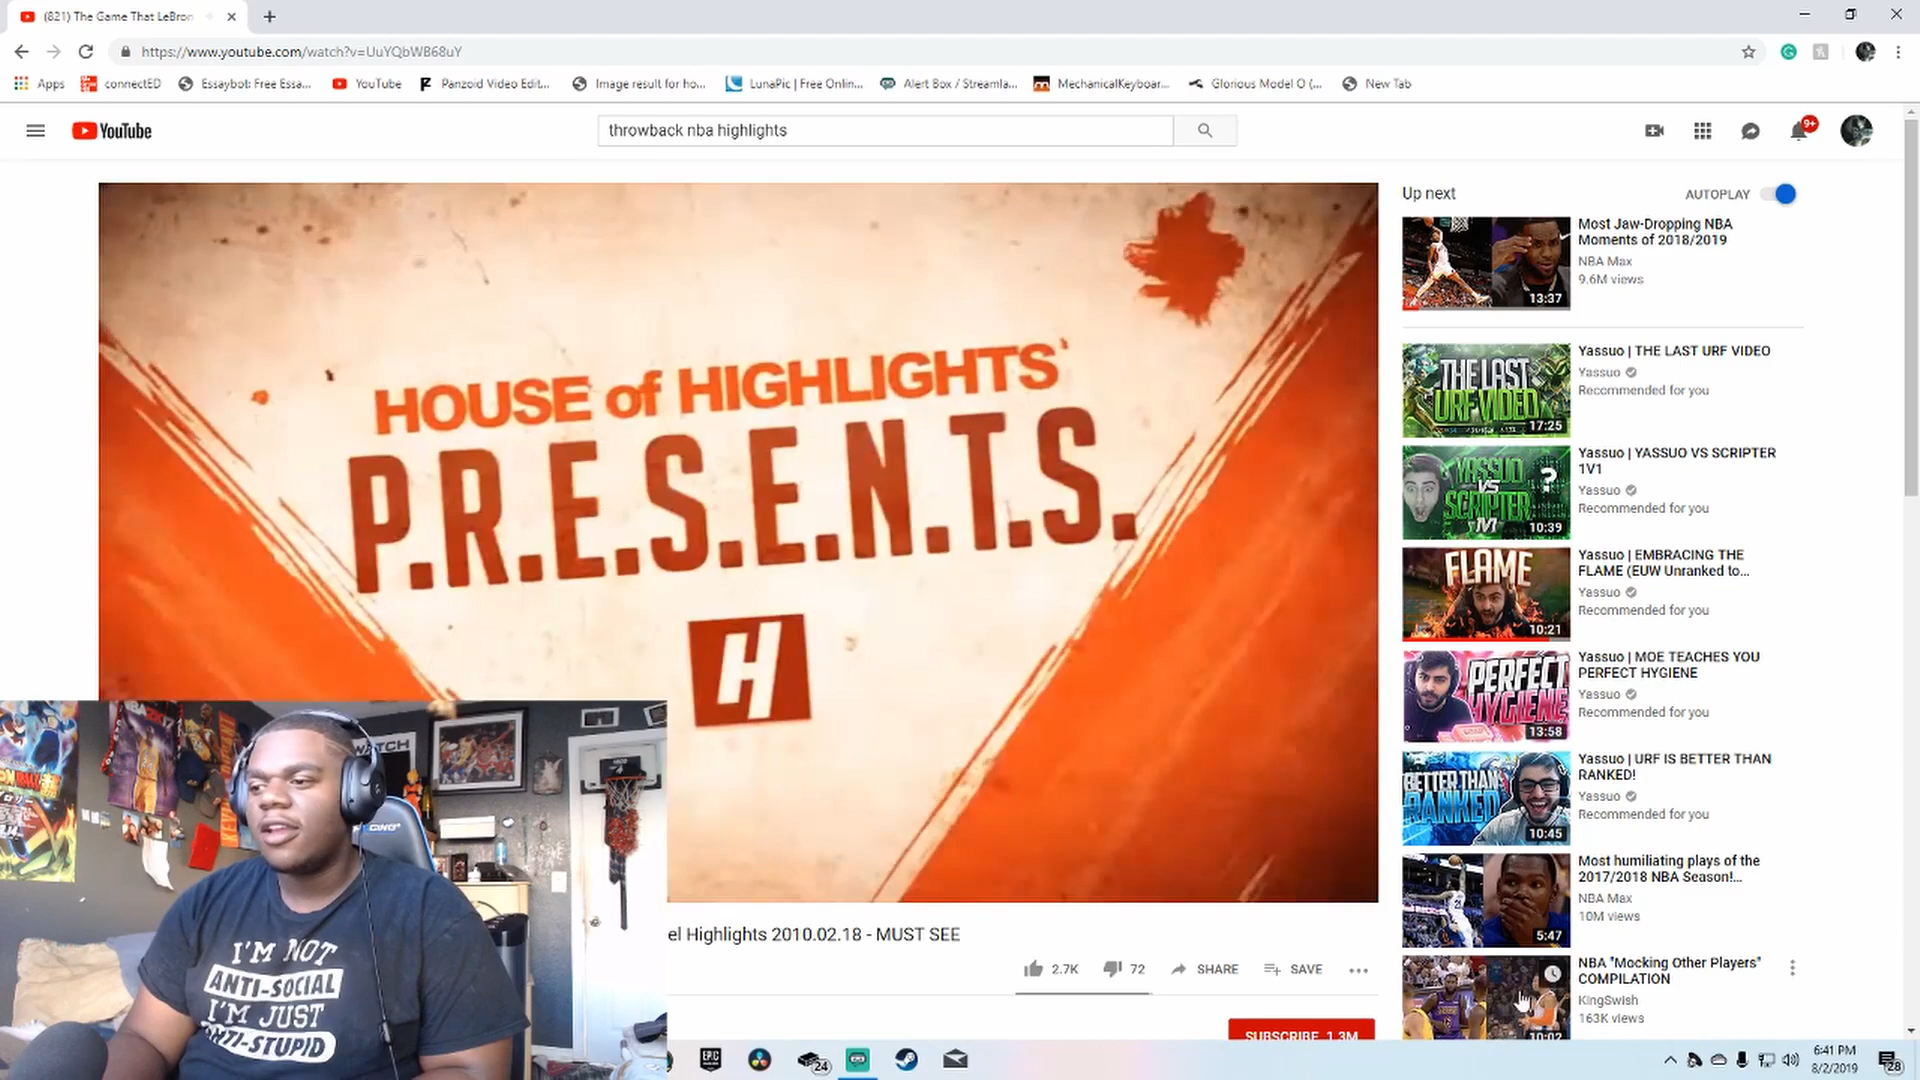 (821) The Game That LeBron
https://www.youtube.com/watch?v=UuYQbWB68uY
Apps
connectED
Essaybot: Free Essa...
YouTube
Panzoid Video Edit...
Image result for ho...
LunaPic | Free Onlin...
Alert Box / Streamla...
MechanicalKeyboar...
Glorious Model O (...
New Tab
YouTube
throwback nba highlights
9+
HOUSE of HIGHLIGHTS
P.R.E.S.E.N.T.S.
H
Up next
AUTOPLAY
Most Jaw-Dropping NBA
Moments of 2018/2019
NBA Max
9.6M views
13:37
THE LAST
URF VIDEO
17:25
Yassuo | THE LAST URF VIDEO
Yassuo
Recommended for you
YASSUO
VS
SCRIPTER
1V1
?
10:39
Yassuo | YASSUO VS SCRIPTER
1V1
Yassuo
Recommended for you
FLAME
10:21
Yassuo | EMBRACING THE
FLAME (EUW Unranked to...
Yassuo
Recommended for you
PERFECT
HYGIENE
13:58
Yassuo | MOE TEACHES YOU
PERFECT HYGIENE
Yassuo
Recommended for you
BETTER THAN
RANKED!
10:45
Yassuo | URF IS BETTER THAN
RANKED!
Yassuo
Recommended for you
5:47
Most humiliating plays of the
2017/2018 NBA Season!...
NBA Max
10M views
10:02
NBA "Mocking Other Players"
COMPILATION
KingSwish
163K views
I'M NOT
ANTI-SOCIAL
I'M JUST
ANTI-STUPID
el Highlights 2010.02.18 - MUST SEE
2.7K
72
SHARE
SAVE
SUBSCRIBE 1.3M
EPIC
24
6:41 PM
8/2/2019
28